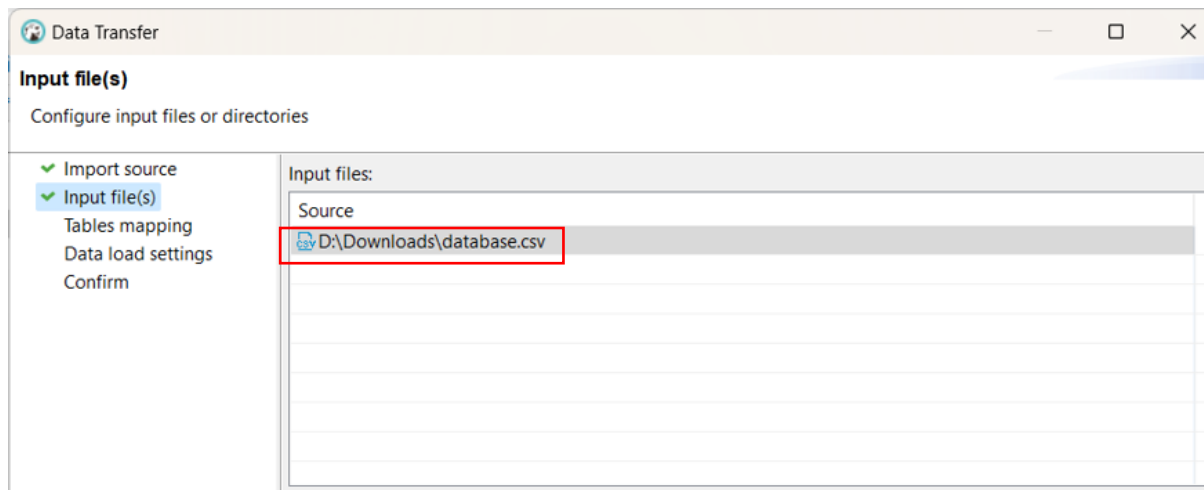 Data Transfer
Input file(s)
Configure input files or directories
Import source
Input file(s)
Tables mapping
Data load settings
Confirm
Input files:
Source
CSV D:\Downloads\database.csv